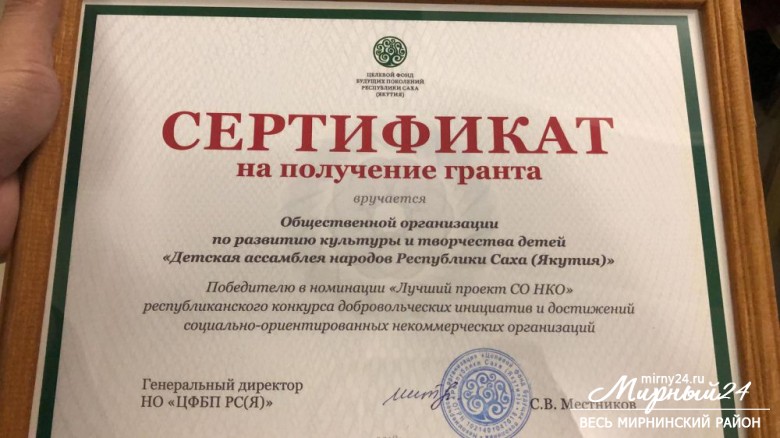 ЦЕЛЕВОЙ ФОНД
БУДУЩИХ ПОКОЛЕНИЙ
РЕСПУБЛИКИ САХА
(ЯКУТИЯ)
СЕРТИФИКАТ
на получение гранта
вручается
Общественной организации
по развитию культуры и творчества детей
«Детская ассамблея народов Республики Саха (Якутия)»
Победителю в номинации «Лучший проект СО НКО»
республиканского конкурса добровольческих инициатив и достижений
социально-ориентированных некоммерческих организаций
Генеральный директор
НО «ЦФБП РС(Я)»
С.В. Местников
mirny24.ru
Мирный24
ВЕСЬ МИРНИНСКИЙ РАЙОН